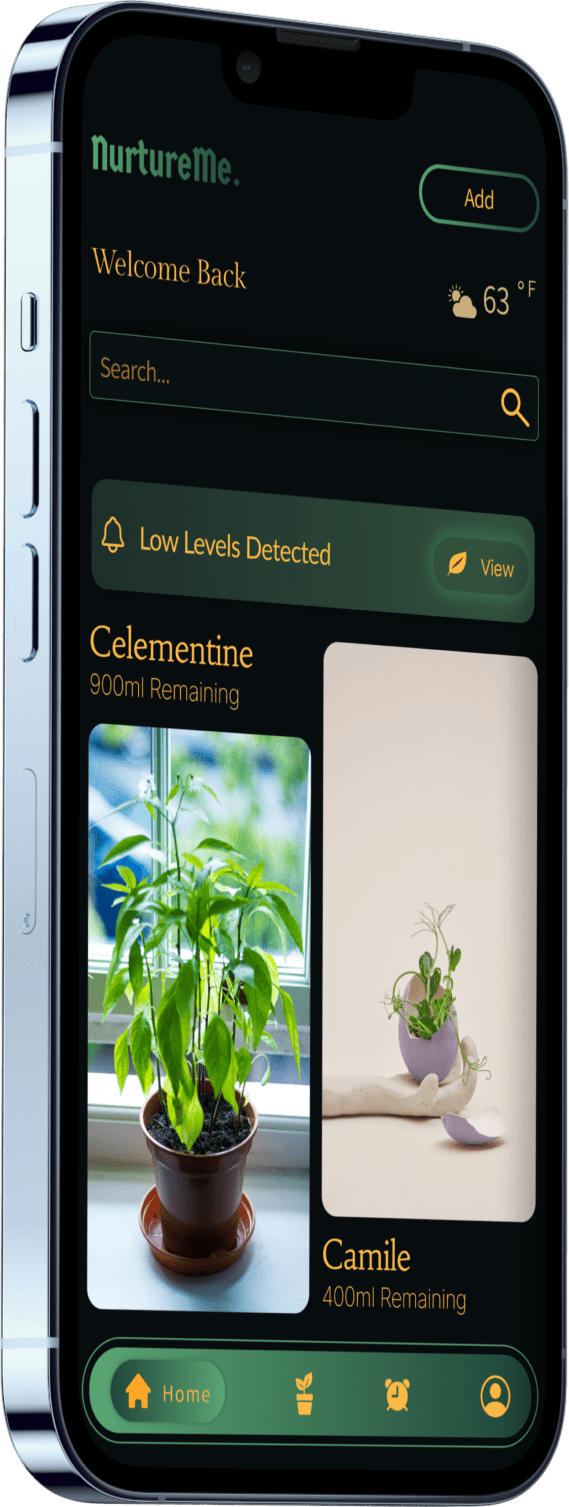 NurtureMe.
Add
Welcome Back
63 °F
Search...
Low Levels Detected
View
Celementine
900ml Remaining
Camile
400ml Remaining
Home